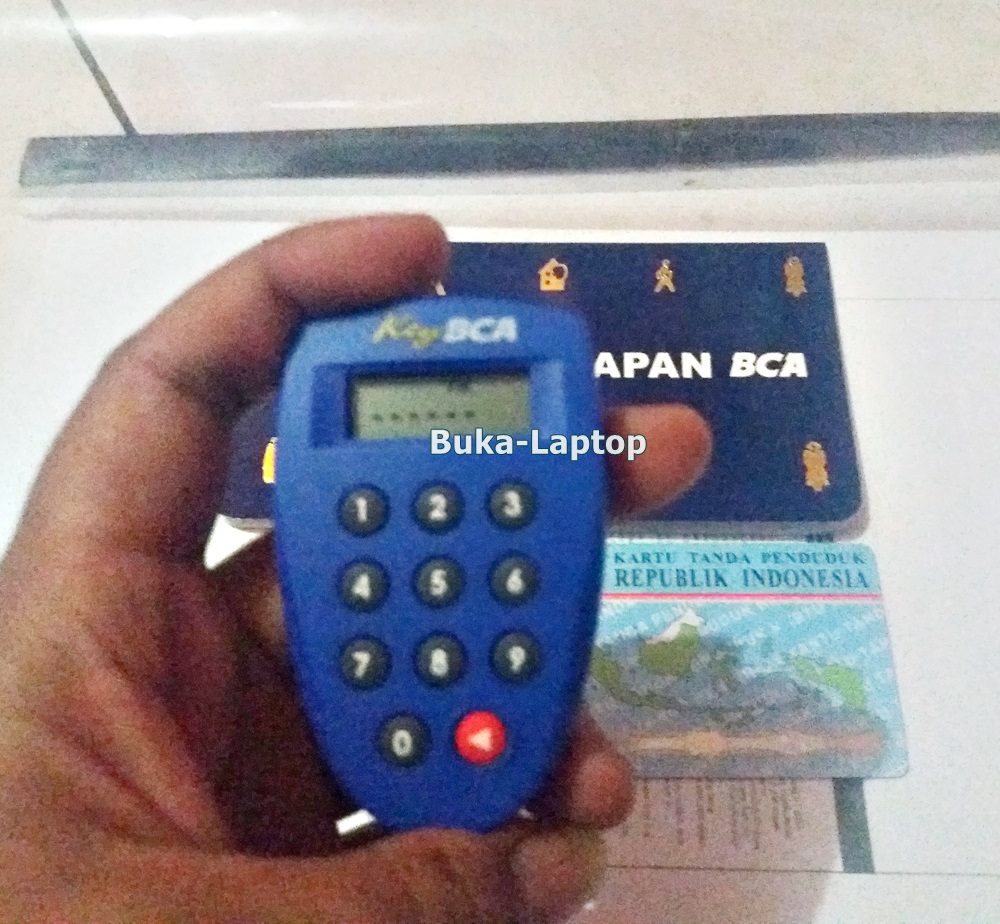 KeyBCA
APAN BCA
Buka-Laptop
1 2 3
4 5 6
7 8 9
0
KARTU TANDA PENDUDUK
REPUBLIK INDONESIA